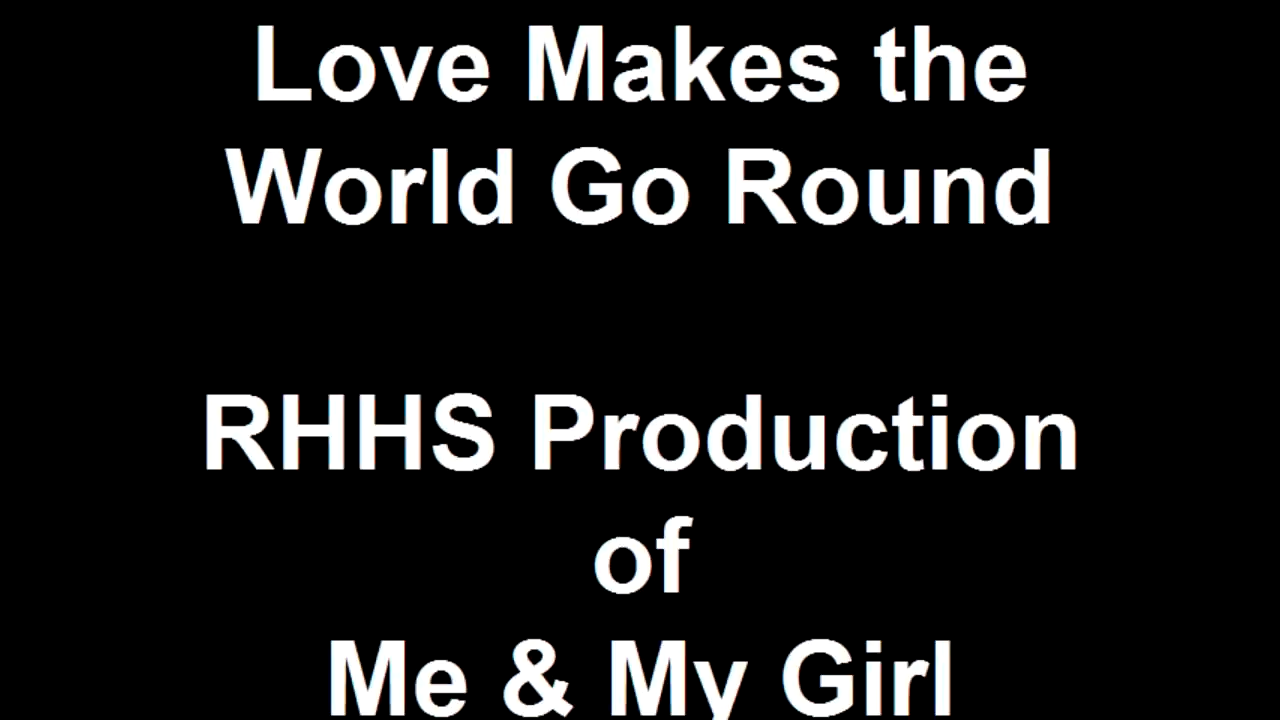 Love Makes the
World Go Round
RHHS Production
of
Me & My Girl